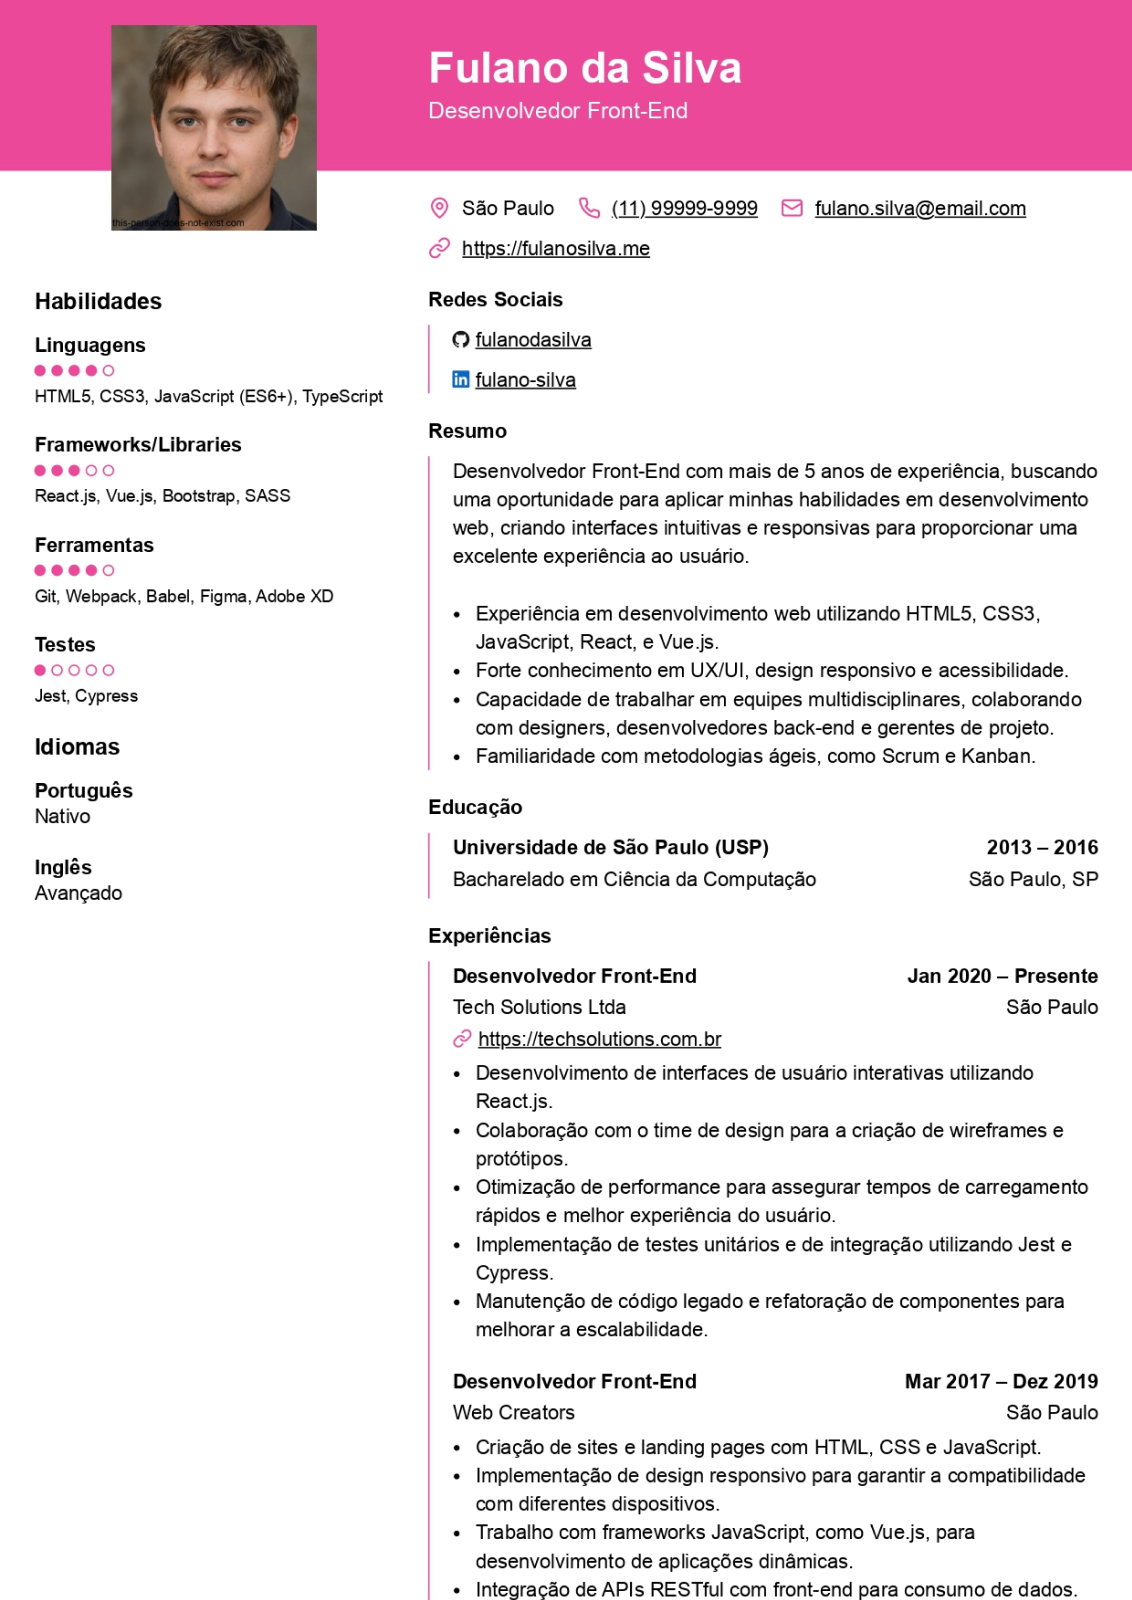 Fulano da Silva
Desenvolvedor Front-End
this-person-does-not-exist.com
São Paulo (11) 99999-9999 fulano.silva@email.com
https://fulanosilva.me
Habilidades
Linguagens
HTML5, CSS3, JavaScript (ES6+), TypeScript
Frameworks/Libraries
React.js, Vue.js, Bootstrap, SASS
Ferramentas
Git, Webpack, Babel, Figma, Adobe XD
Testes
Jest, Cypress
Idiomas
Português
Nativo
Inglês
Avançado
Redes Sociais
fulanodasilva
fulano-silva
Resumo
Desenvolvedor Front-End com mais de 5 anos de experiência, buscando
uma oportunidade para aplicar minhas habilidades em desenvolvimento
web, criando interfaces intuitivas e responsivas para proporcionar uma
excelente experiência ao usuário.
• Experiência em desenvolvimento web utilizando HTML5, CSS3,
JavaScript, React, e Vue.js.
• Forte conhecimento em UX/UI, design responsivo e acessibilidade.
• Capacidade de trabalhar em equipes multidisciplinares, colaborando
com designers, desenvolvedores back-end e gerentes de projeto.
• Familiaridade com metodologias ágeis, como Scrum e Kanban.
Educação
Universidade de São Paulo (USP) 2013 – 2016
Bacharelado em Ciência da Computação São Paulo, SP
Experiências
Desenvolvedor Front-End Jan 2020 – Presente
Tech Solutions Ltda São Paulo
https://techsolutions.com.br
• Desenvolvimento de interfaces de usuário interativas utilizando
React.js.
• Colaboração com o time de design para a criação de wireframes e
protótipos.
• Otimização de performance para assegurar tempos de carregamento
rápidos e melhor experiência do usuário.
• Implementação de testes unitários e de integração utilizando Jest e
Cypress.
• Manutenção de código legado e refatoração de componentes para
melhorar a escalabilidade.
Desenvolvedor Front-End Mar 2017 – Dez 2019
Web Creators São Paulo
• Criação de sites e landing pages com HTML, CSS e JavaScript.
• Implementação de design responsivo para garantir a compatibilidade
com diferentes dispositivos.
• Trabalho com frameworks JavaScript, como Vue.js, para
desenvolvimento de aplicações dinâmicas.
• Integração de APIs RESTful com front-end para consumo de dados.